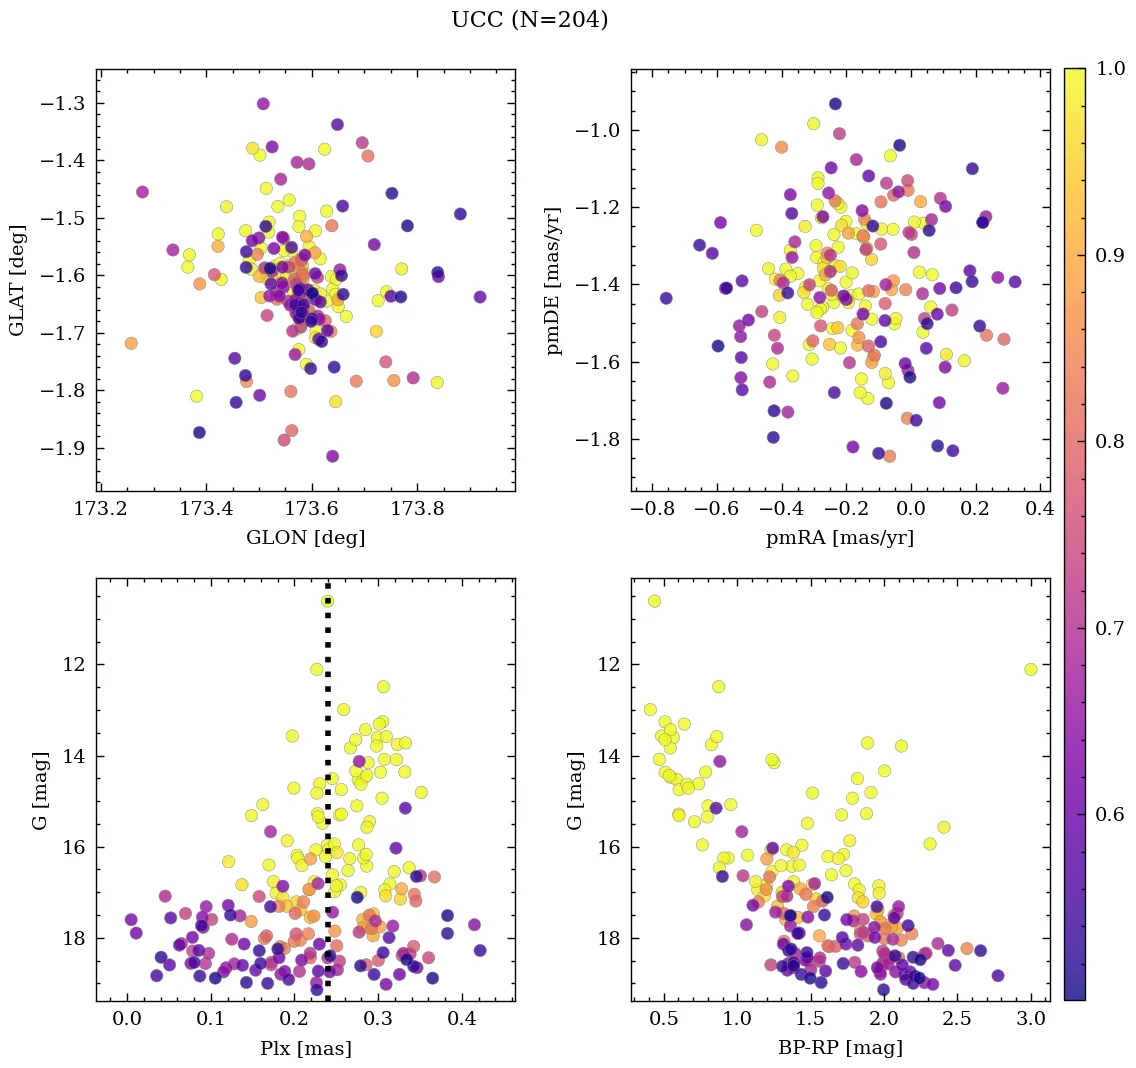 UCC (N=204)
−1.3
−1.4
−1.5
−1.6
−1.7
−1.8
−1.9
GLAT [deg]
173.2 173.4 173.6 173.8
GLON [deg]
−1.0
−1.2
−1.4
−1.6
−1.8
pmDE [mas/yr]
−0.8 −0.6 −0.4 −0.2 0.0 0.2 0.4
pmRA [mas/yr]
12
14
16
18
G [mag]
0.0 0.1 0.2 0.3 0.4
Plx [mas]
12
14
16
18
G [mag]
0.5 1.0 1.5 2.0 2.5 3.0
BP-RP [mag]
1.0
0.9
0.8
0.7
0.6